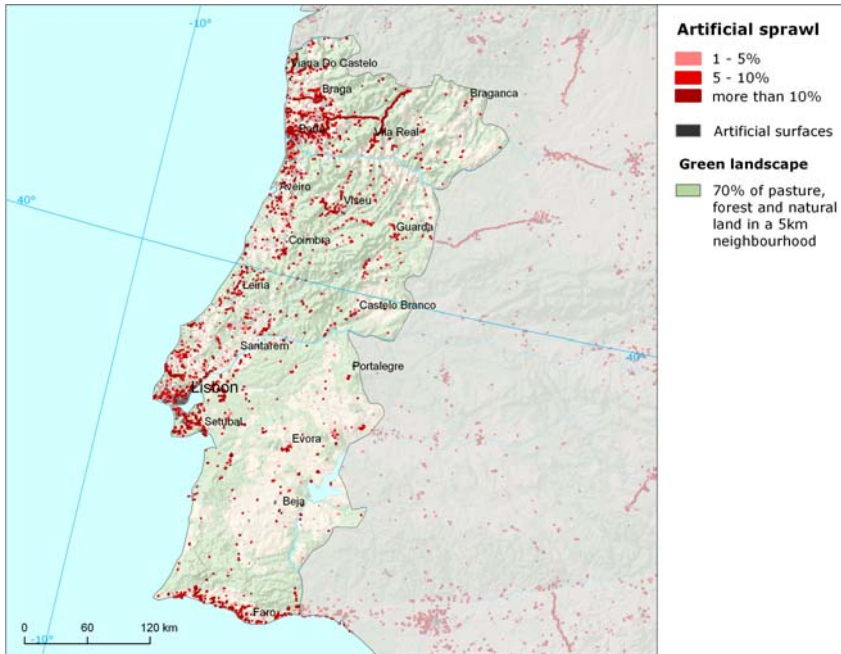 -10°
Viana Do Castelo
Braga
Braganca
Porto
Vila Real
40°
Aveiro
Viseu
Guarda
Coimbra
Leiria
Castelo Branco
Santarem
40°
Portalegre
Lisbon
Setubal
Evora
Beja
Faro
0 60 120 km
-10°
Artificial sprawl
1 - 5%
5 - 10%
more than 10%
Artificial surfaces
Green landscape
70% of pasture,
forest and natural
land in a 5km
neighbourhood